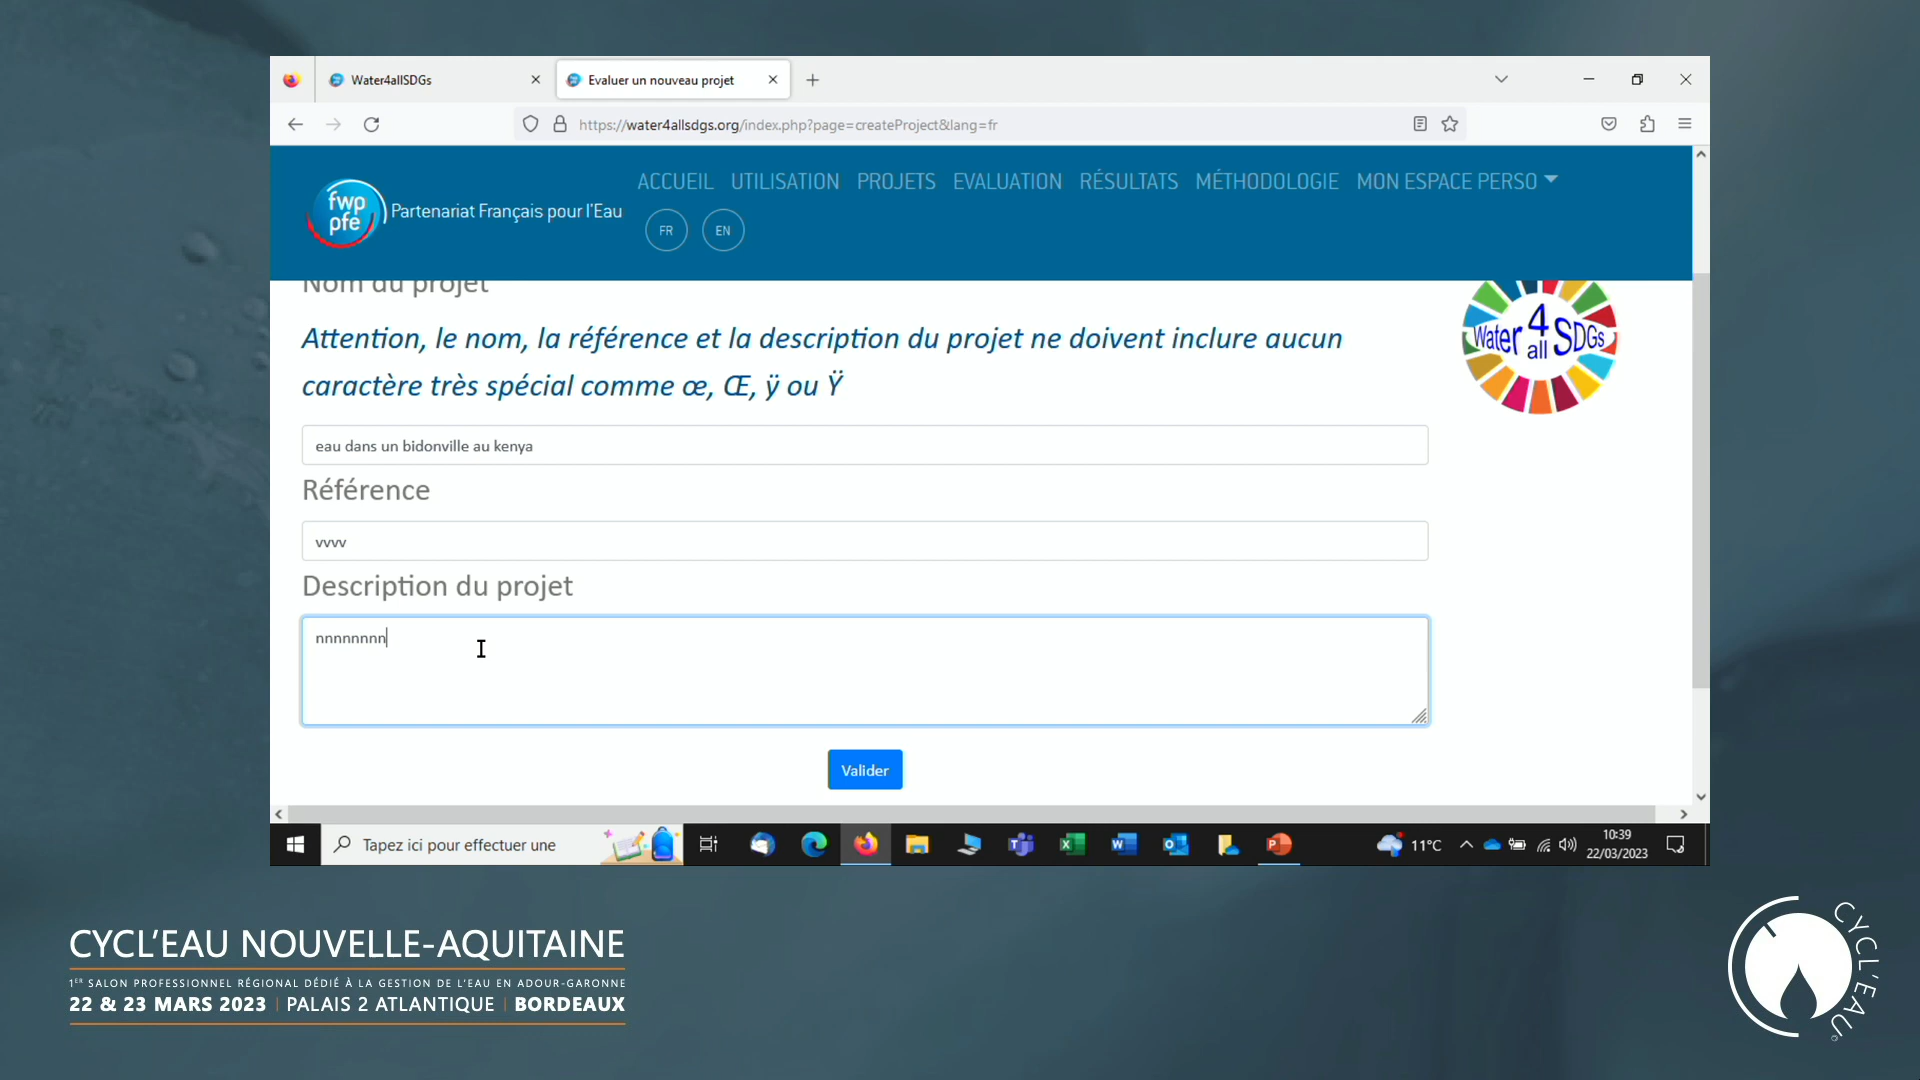 Water4allSDGs
Evaluer un nouveau projet
https://water4allsdgs.org/index.php?page=createProject&lang=fr
fwp
pfe
Partenariat Français pour l'Eau
ACCUEIL UTILISATION PROJETS EVALUATION RÉSULTATS MÉTHODOLOGIE MON ESPACE PERSO
FR EN
Nom du projet
Attention, le nom, la référence et la description du projet ne doivent inclure aucun
caractère très spécial comme œ, Œ, ÿ ou Ÿ
Water 4 all SDGs
eau dans un bidonville au kenya
Référence
vvvv
Description du projet
nnnnnnnn
Valider
Tapez ici pour effectuer une
11°C
10:39
22/03/2023
CYCL'EAU NOUVELLE-AQUITAINE
1ER SALON PROFESSIONNEL RÉGIONAL DÉDIÉ À LA GESTION DE L'EAU EN ADOUR-GARONNE
22 & 23 MARS 2023 | PALAIS 2 ATLANTIQUE | BORDEAUX
CYCL'EAU